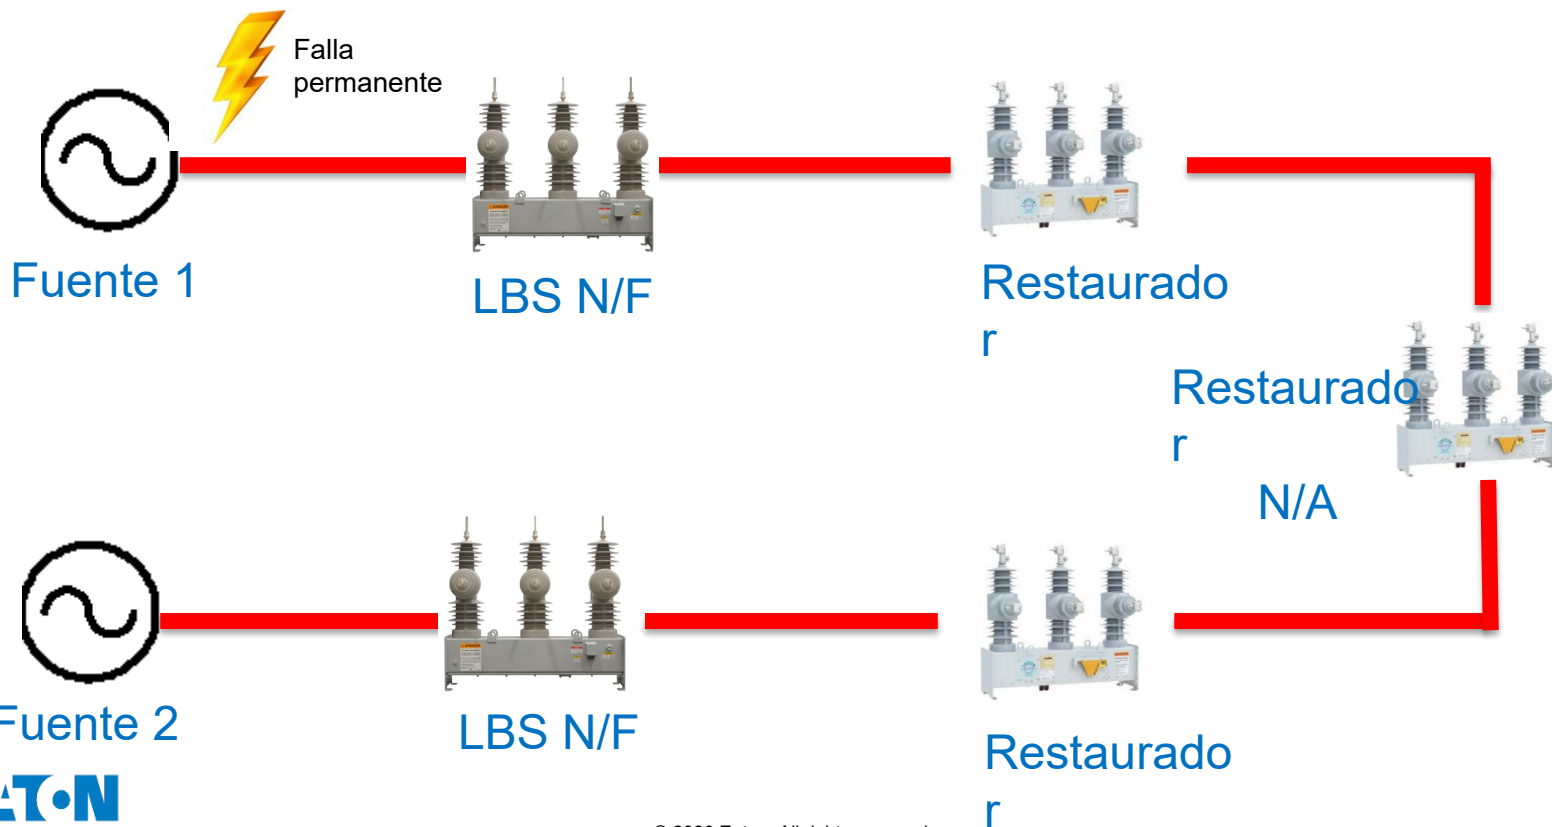 Falla
permanente
Fuente 1
LBS N/F
Restaurado
r
Restaurado
r
N/A
Fuente 2
LBS N/F
Restaurado
r